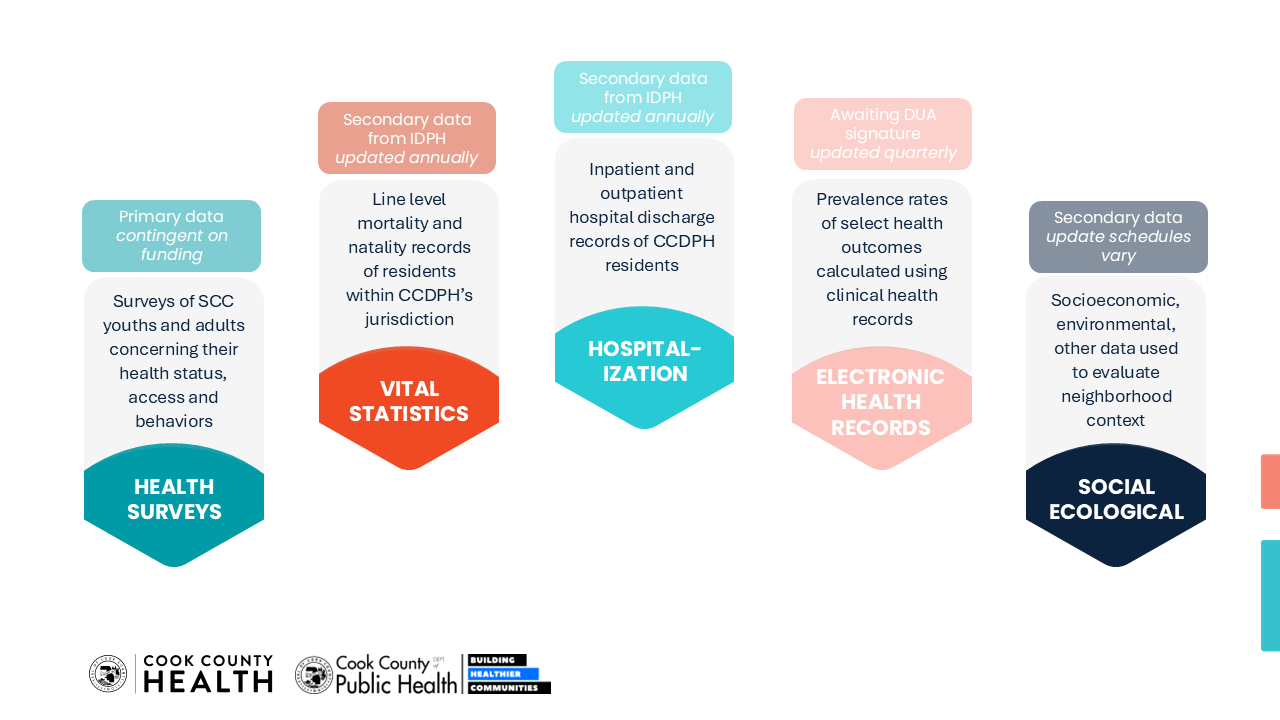 Primary data
contingent on
funding
Surveys of SCC
youths and adults
concerning their
health status,
access and
behaviors
HEALTH
SURVEYS
Secondary data
from IDPH
updated annually
Line level
mortality and
natality records
of residents
within CCDPH’s
jurisdiction
VITAL
STATISTICS
Secondary data
from IDPH
updated annually
Inpatient and
outpatient
hospital discharge
records of CCDPH
residents
HOSPITAL-
IZATION
Awaiting DUA
signature
updated quarterly
Prevalence rates
of select health
outcomes
calculated using
clinical health
records
ELECTRONIC
HEALTH
RECORDS
Secondary data
update schedules
vary
Socioeconomic,
environmental,
other data used
to evaluate
neighborhood
context
SOCIAL
ECOLOGICAL
COOK COUNTY
HEALTH
Cook County DEPT. of
Public Health
BUILDING
HEALTHIER
COMMUNITIES